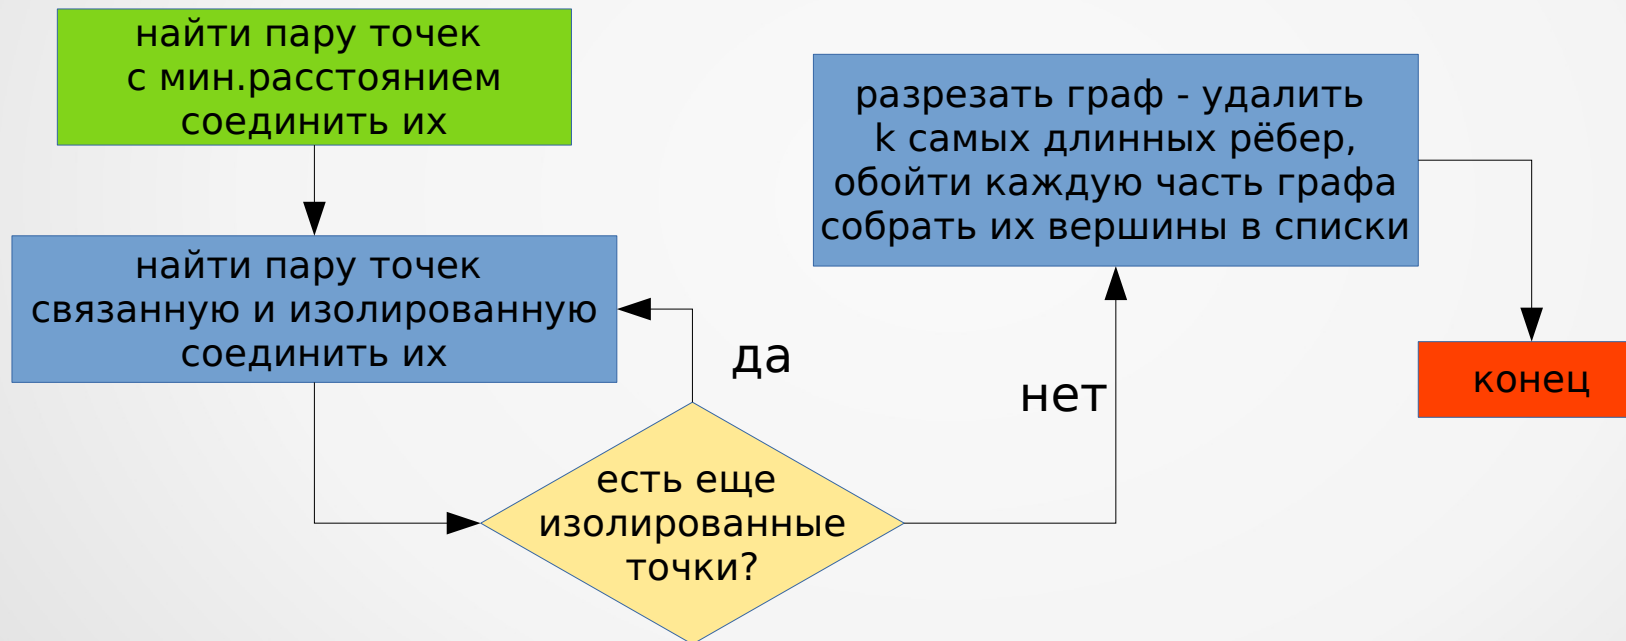 найти пару точек
с мин.расстоянием
соединить их
найти пару точек
связанную и изолированную
соединить их
да
есть еще
изолированные
точки?
нет
разрезать граф - удалить
k самых длинных рёбер,
обойти каждую часть графа
собрать их вершины в списки
конец